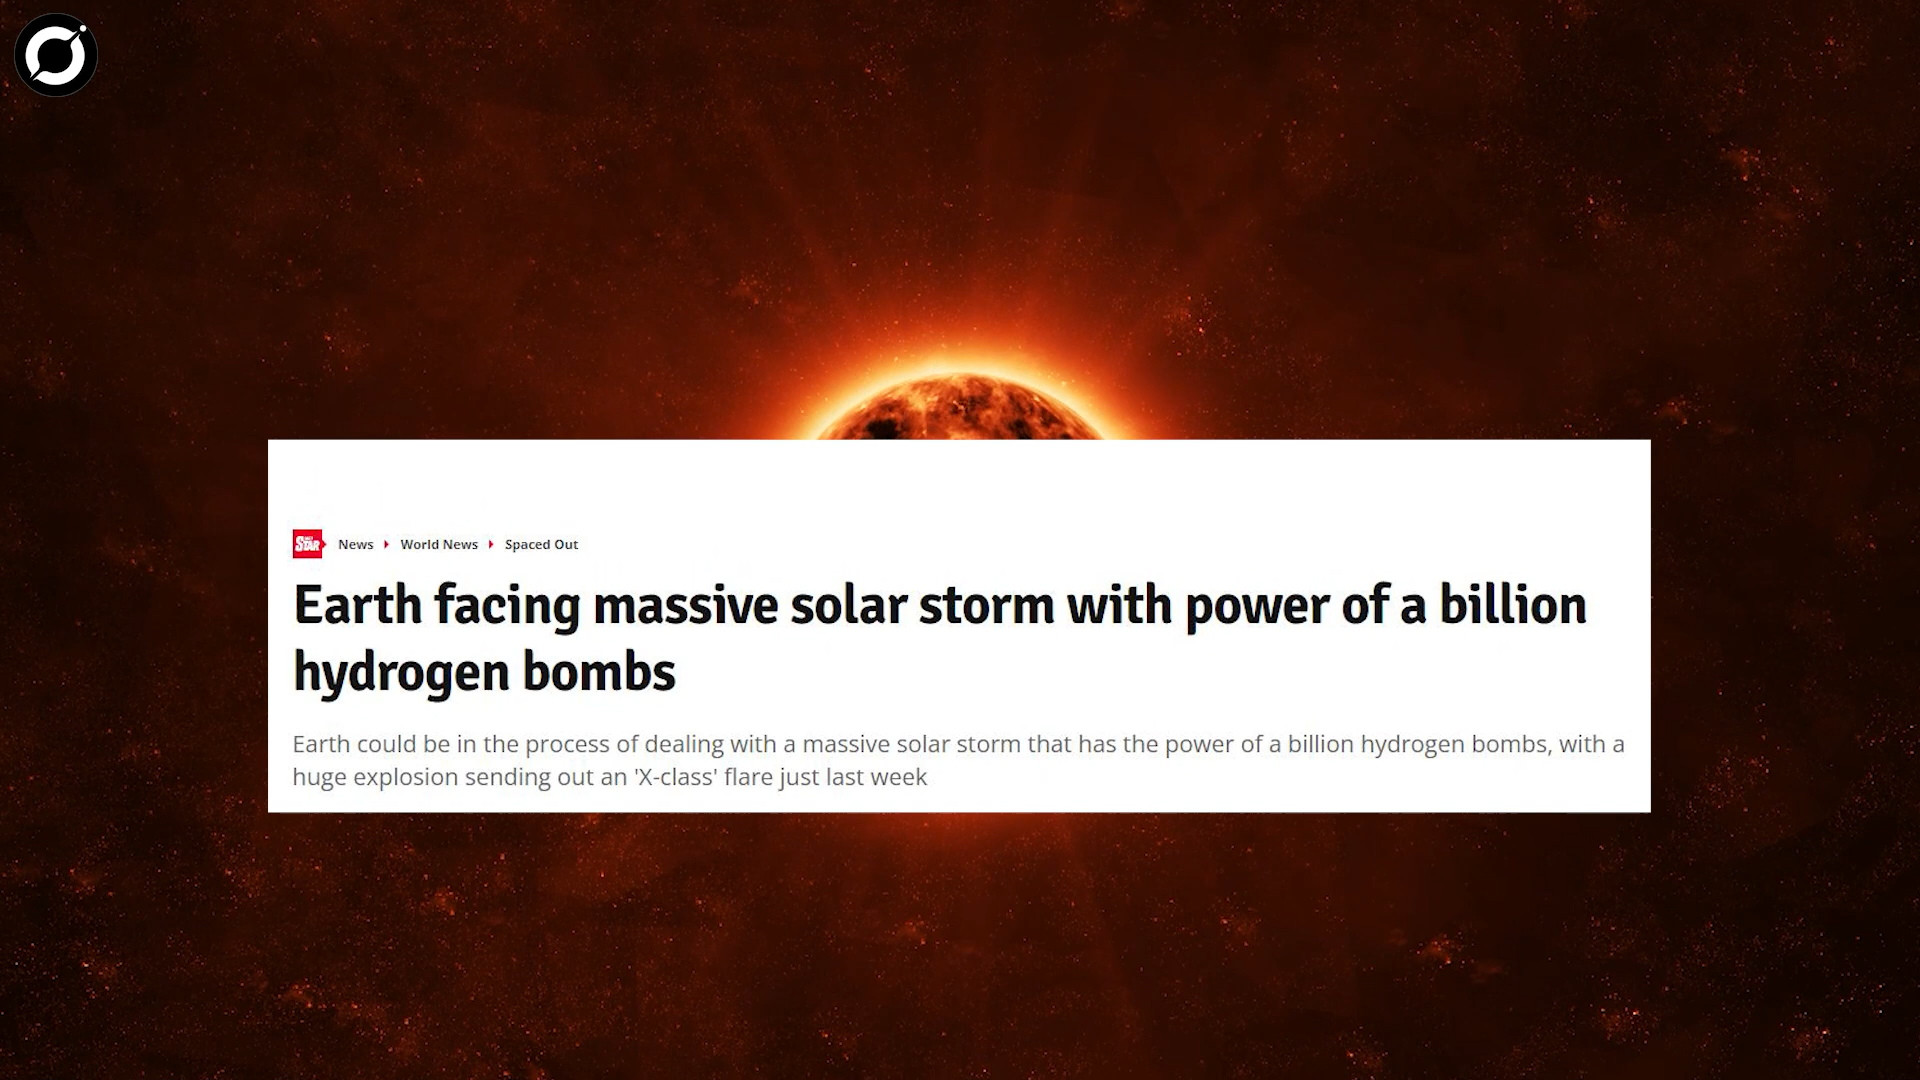 DAILY STAR News World News Spaced Out
Earth facing massive solar storm with power of a billion
hydrogen bombs
Earth could be in the process of dealing with a massive solar storm that has the power of a billion hydrogen bombs, with a
huge explosion sending out an 'X-class' flare just last week